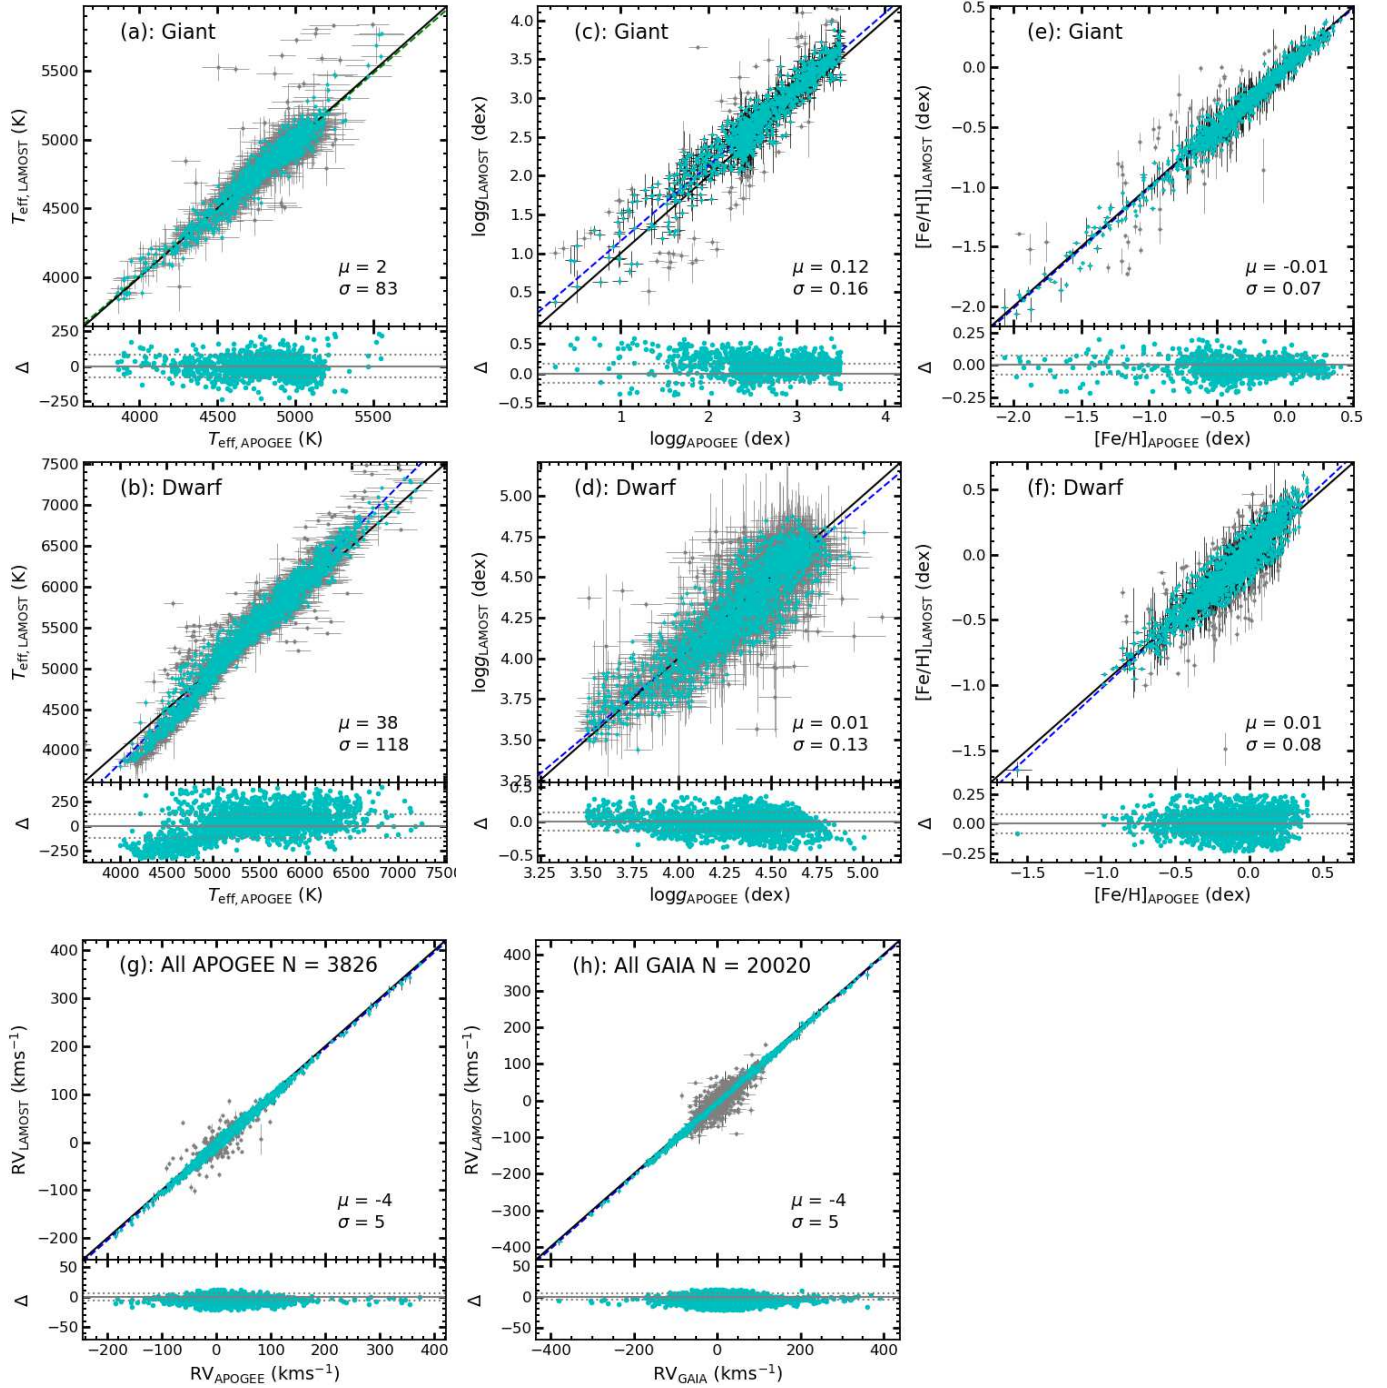 (a): Giant
5500
5000
4500
4000
T_eff, LAMOST (K)
μ = 2
σ = 83
250
0
−250
Δ
4000 4500 5000 5500
T_eff, APOGEE (K)
(c): Giant
4.0
3.5
3.0
2.5
2.0
1.5
1.0
0.5
logg_LAMOST (dex)
μ = 0.12
σ = 0.16
0.5
0.0
−0.5
Δ
1 2 3 4
logg_APOGEE (dex)
(e): Giant
0.5
0.0
−0.5
−1.0
−1.5
−2.0
[Fe/H]]_LAMOST (dex)
μ = -0.01
σ = 0.07
0.20
0.00
−0.20
Δ
−2.0 −1.5 −1.0 −0.5 0.0 0.5
[Fe/H]_APOGEE (dex)
(b): Dwarf
7500
7000
6500
6000
5500
5000
4500
4000
T_eff, LAMOST (K)
μ = 38
σ = 118
250
0
−250
Δ
4000 4500 5000 5500 6000 6500 7000 7500
T_eff, APOGEE (K)
(d): Dwarf
5.00
4.75
4.50
4.25
4.00
3.75
3.50
3.25
logg_LAMOST (dex)
μ = 0.01
σ = 0.13
0.5
0.0
−0.5
Δ
3.25 3.50 3.75 4.00 4.25 4.50 4.75 5.00
logg_APOGEE (dex)
(f): Dwarf
0.5
0.0
−0.5
−1.0
−1.5
[Fe/H]_LAMOST (dex)
μ = 0.01
σ = 0.08
0.25
0.00
−0.25
Δ
−1.5 −1.0 −0.5 0.0 0.5
[Fe/H]_APOGEE (dex)
(g): All APOGEE N = 3826
400
300
200
100
0
−100
−200
RV_LAMOST (kms⁻¹)
μ = -4
σ = 5
50
0
−50
Δ
−200 −100 0 100 200 300 400
RV_APOGEE (kms⁻¹)
(h): All GAIA N = 20020
400
300
200
100
0
−100
−200
−300
−400
RV_LAMOST (kms⁻¹)
μ = -4
σ = 5
50
0
−50
Δ
−400 −200 0 200 400
RV_GAIA (kms⁻¹)